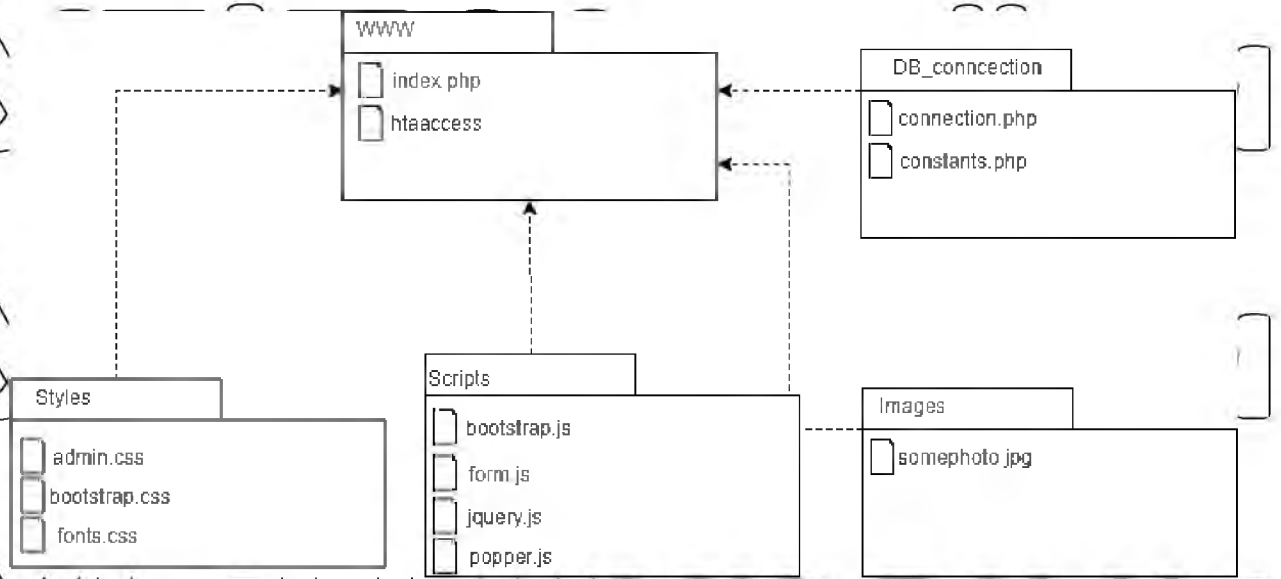 WWW
index.php
htaaccess
DB_conncection
connection.php
constants.php
Styles
admin.css
bootstrap.css
fonts.css
Scripts
bootstrap.js
form.js
jquery.js
popper.js
Images
somephoto.jpg